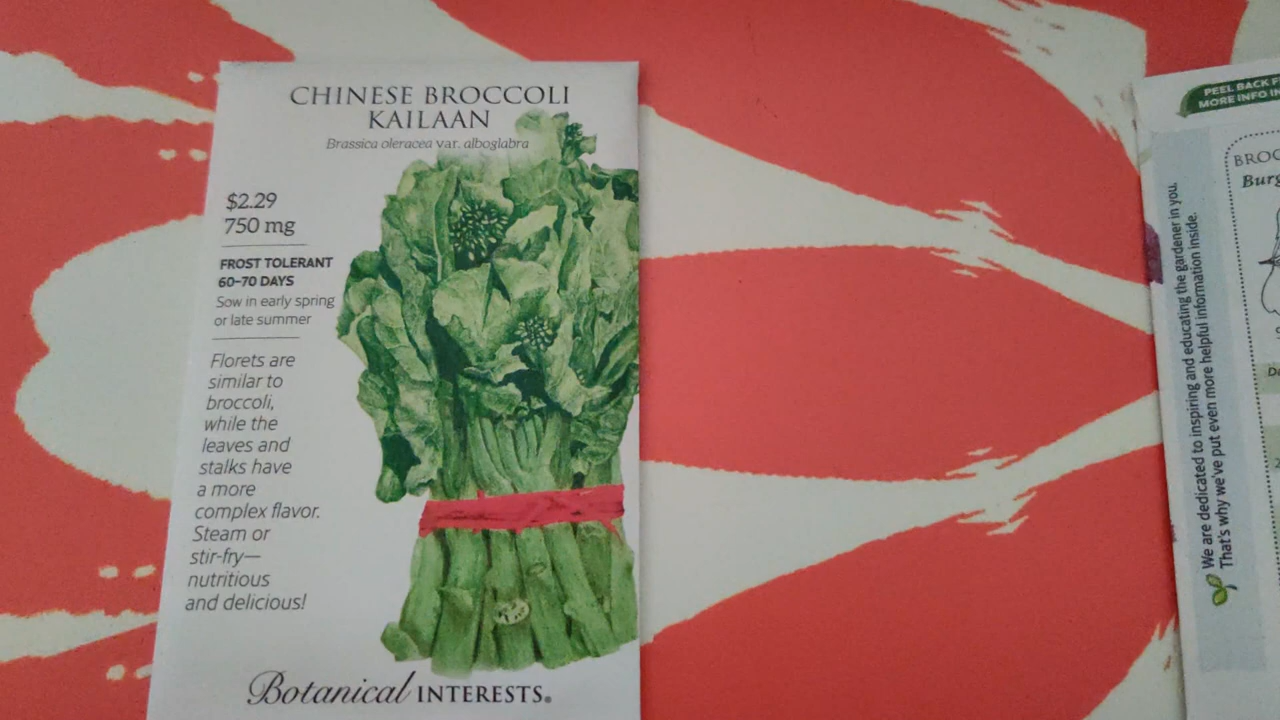 CHINESE BROCCOLI
KAILAAN
Brassica oleracea var. alboglabra
$2.29
750 mg
FROST TOLERANT
60-70 DAYS
Sow in early spring
or late summer
Florets are
similar to
broccoli,
while the
leaves and
stalks have
a more
complex flavor.
Steam or
stir-fry—
nutritious
and delicious!
Botanical INTERESTS®
PEEL BACK
MORE INFO
We are dedicated to inspiring and educating the gardener in you.
That's why we've put even more helpful information inside.